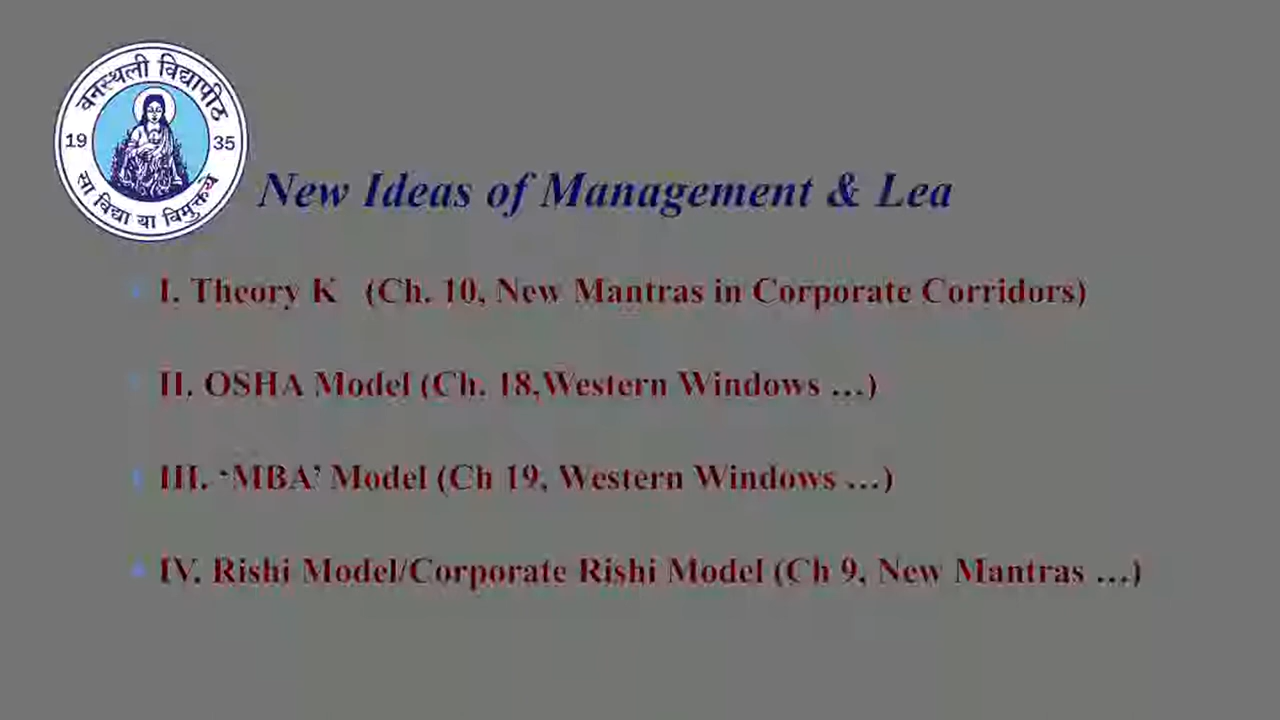 वनस्थली विद्यापीठ
19 35
सा विद्या या विमुक्तये
New Ideas of Management & Lea
I. Theory K (Ch. 10, New Mantras in Corporate Corridors)
II. OSHA Model (Ch. 18,Western Windows …)
III. ‘MBA’ Model (Ch 19, Western Windows …)
IV. Rishi Model/Corporate Rishi Model (Ch 9, New Mantras …)